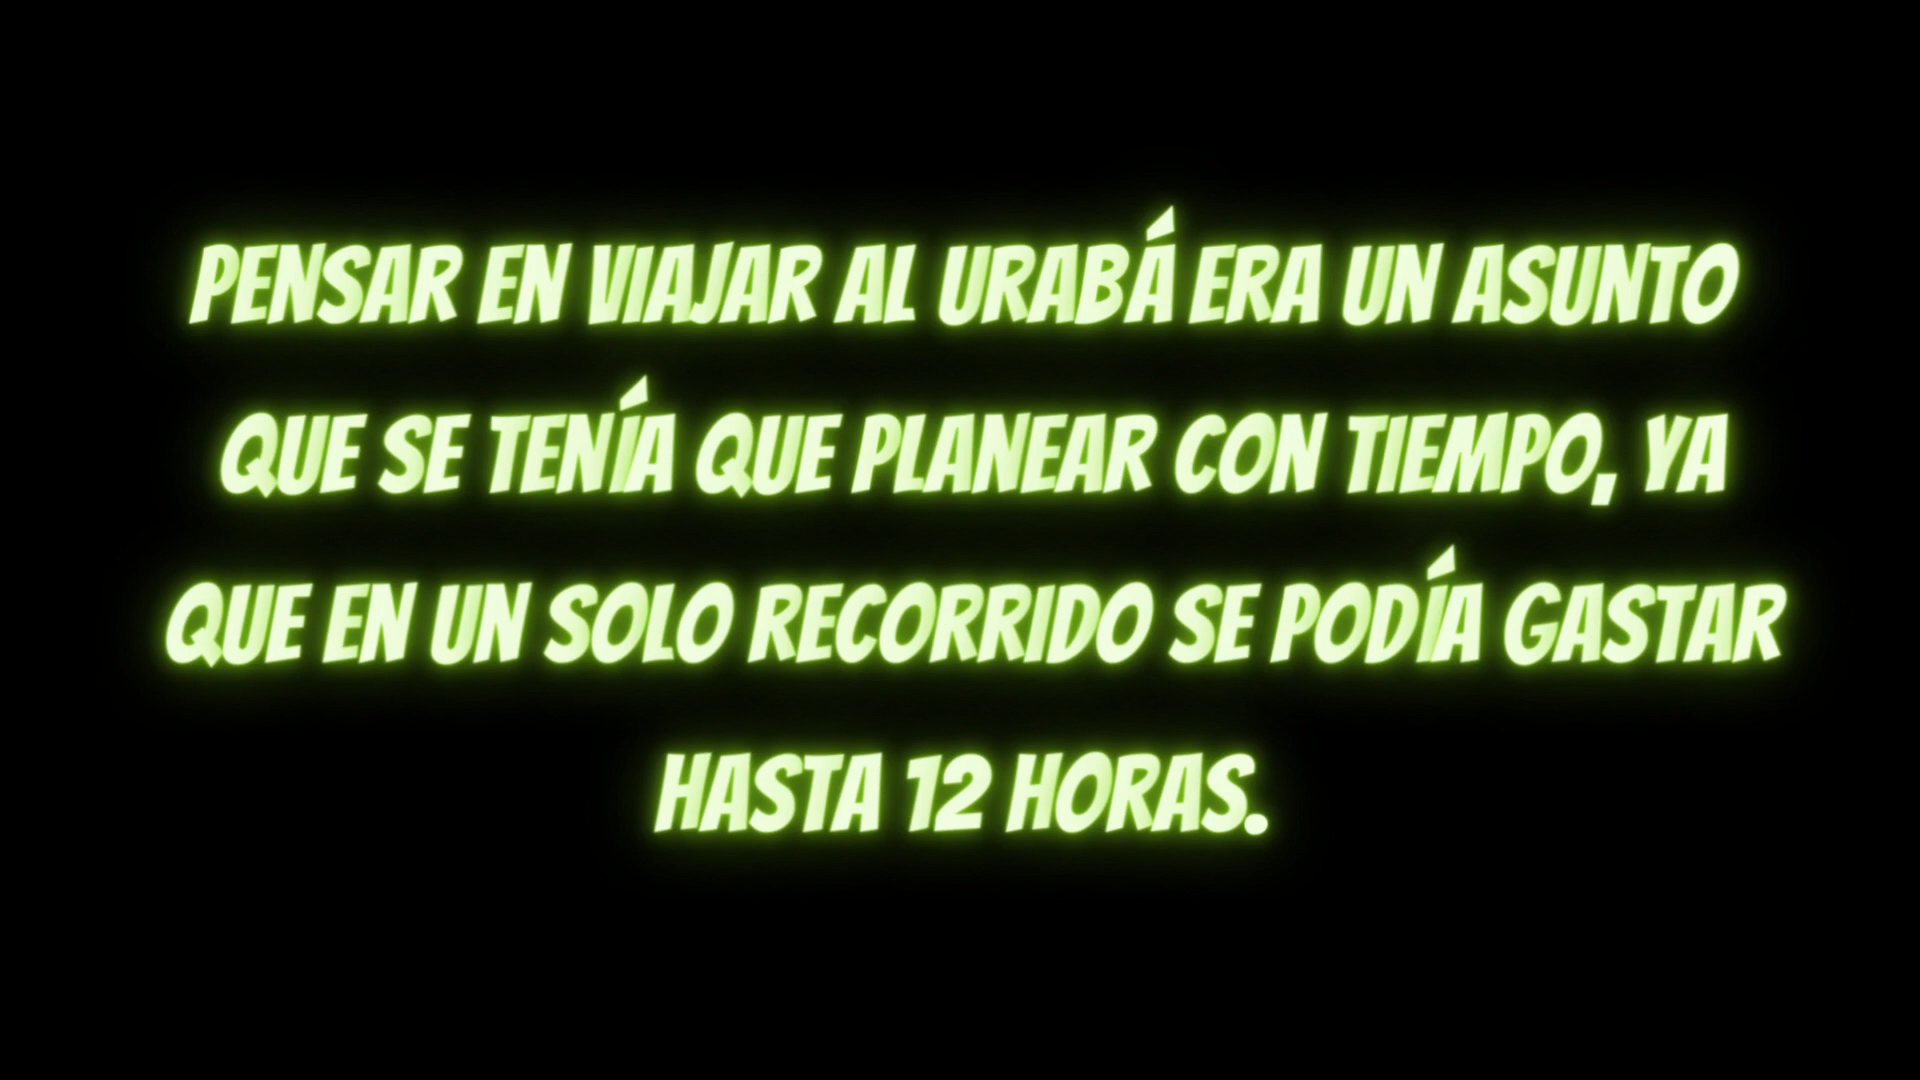 PENSAR EN VIAJAR AL URABÁ ERA UN ASUNTO
QUE SE TENÍA QUE PLANEAR CON TIEMPO, YA
QUE EN UN SOLO RECORRIDO SE PODÍA GASTAR
HASTA 12 HORAS.